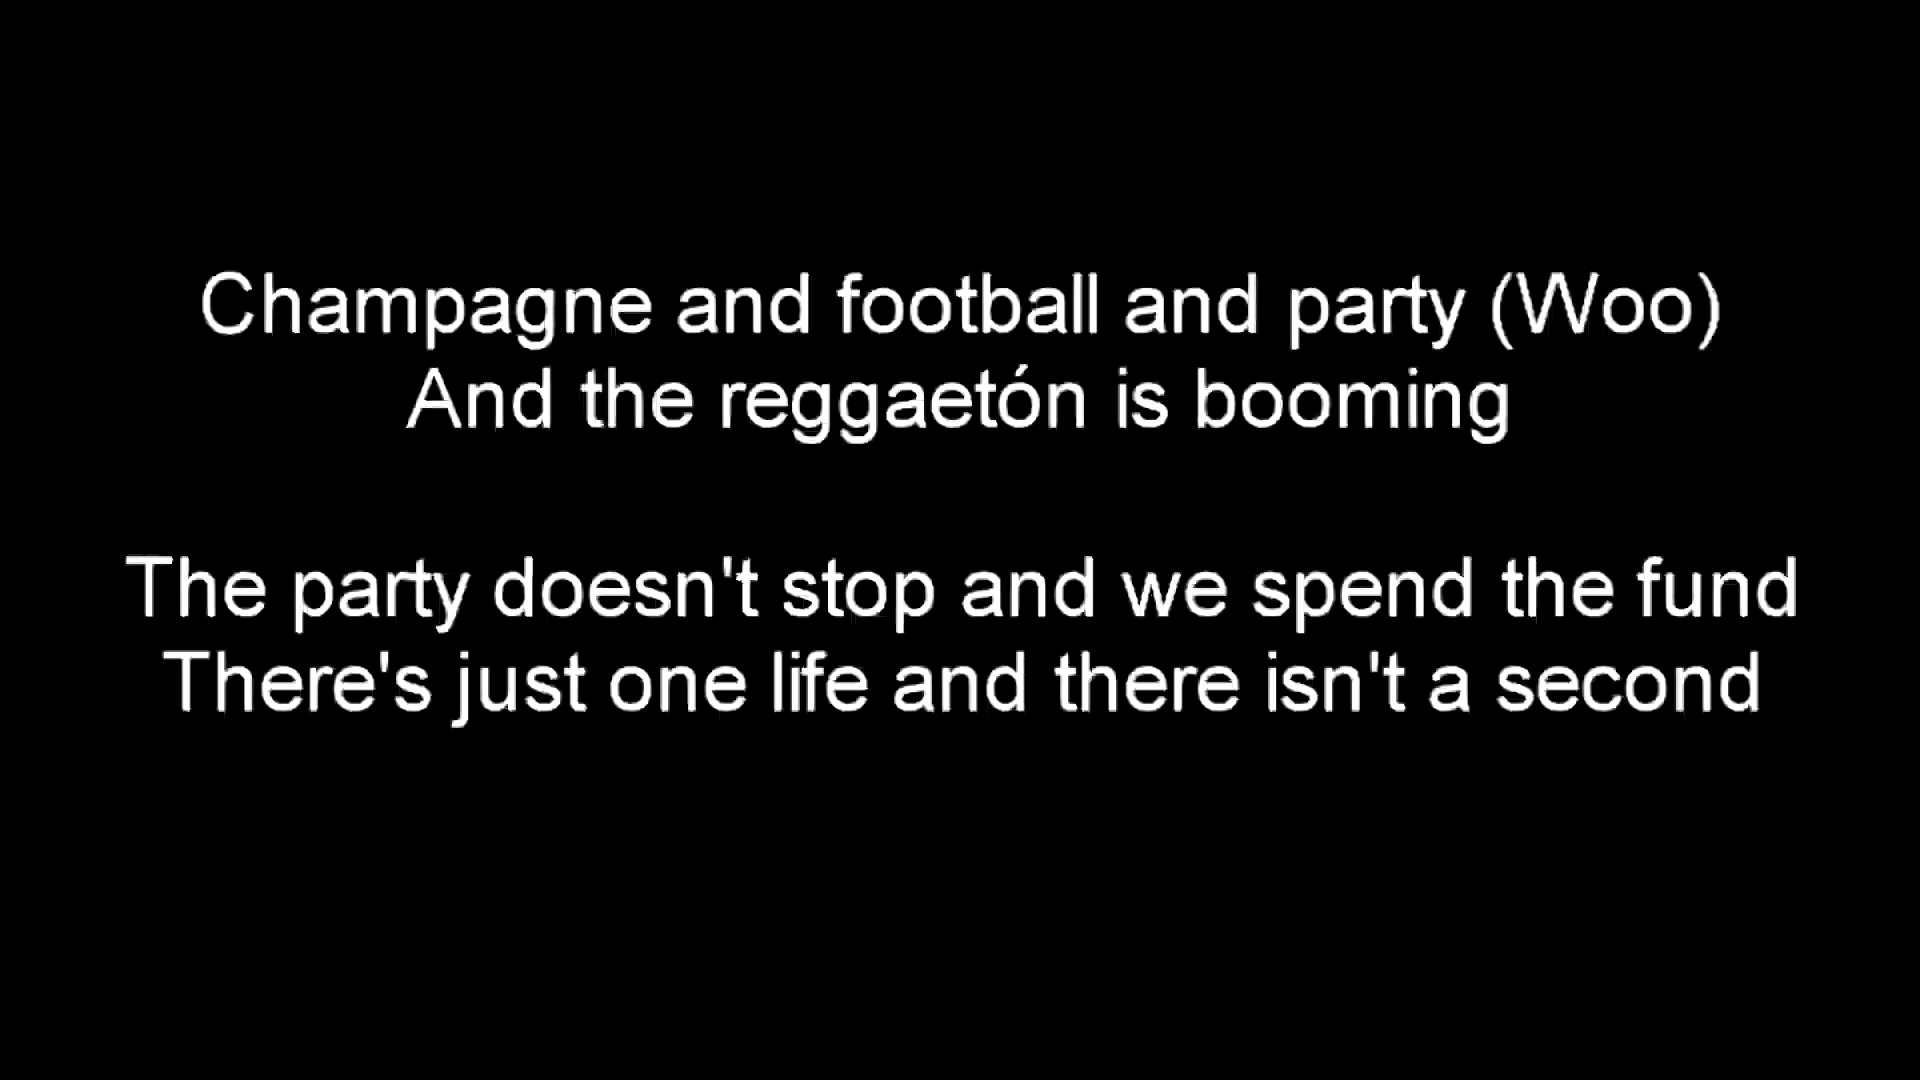 Champagne and football and party (Woo)
And the reggaetón is booming
The party doesn't stop and we spend the fund
There's just one life and there isn't a second